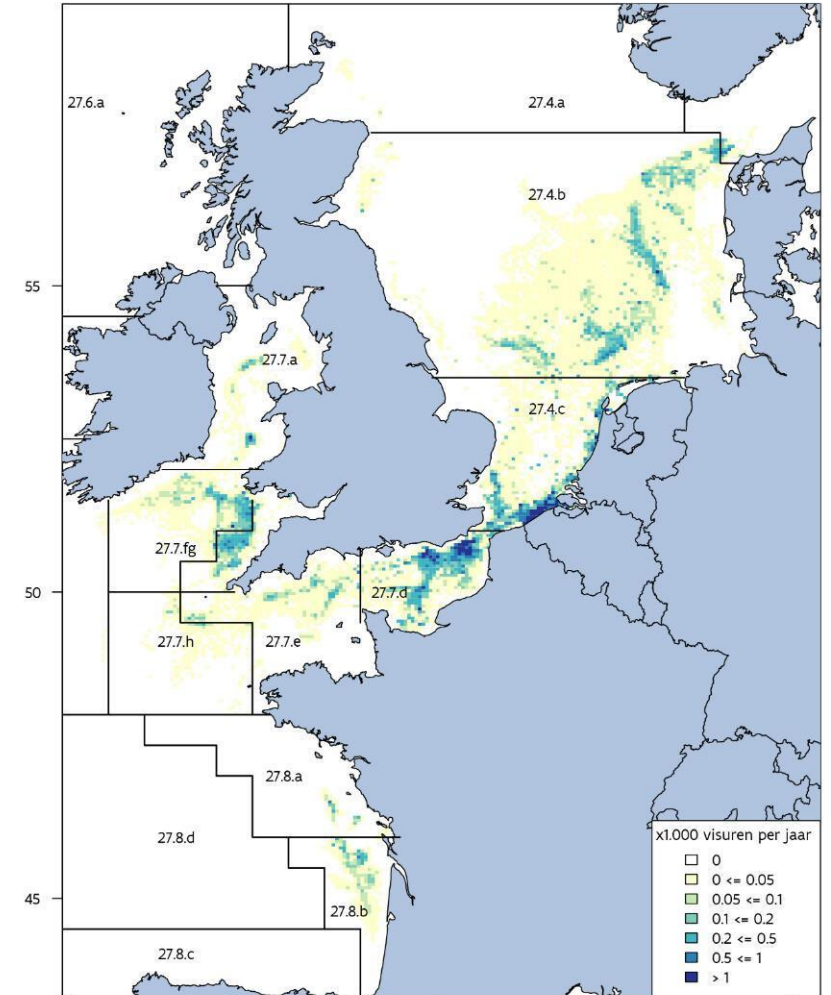 27.6.a
27.4.a
27.4.b
55
27.7.a
27.4.c
27.7.fg
50
27.7.d
27.7.h
27.7.e
27.8.a
27.8.d
x1.000 visuren per jaar
0
0 <= 0.05
0.05 <= 0.1
0.1 <= 0.2
0.2 <= 0.5
0.5 <= 1
> 1
45
27.8.b
27.8.c